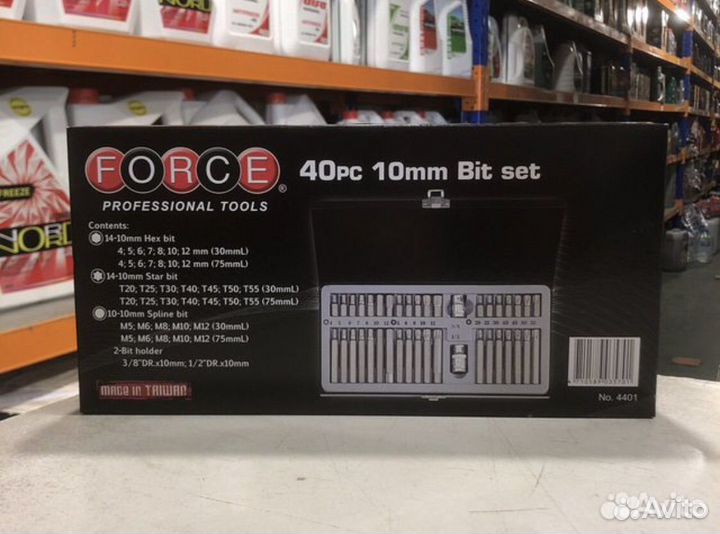 FORCE®
PROFESSIONAL TOOLS
40PC 10mm Bit set
Contents:
14-10mm Hex bit
4; 5; 6; 7; 8; 10; 12 mm (30mmL)
4; 5; 6; 7; 8; 10; 12 mm (75mmL)
14-10mm Star bit
T20; T25; T30; T40; T45; T50; T55 (30mmL)
T20; T25; T30; T40; T45; T50; T55 (75mmL)
10-10mm Spline bit
M5; M6; M8; M10; M12 (30mmL)
M5; M6; M8; M10; M12 (75mmL)
2-Bit holder
3/8"DR.x10mm; 1/2"DR.x10mm
MADE IN TAIWAN
No. 4401
NORD
FREEZE
NORD
Avito